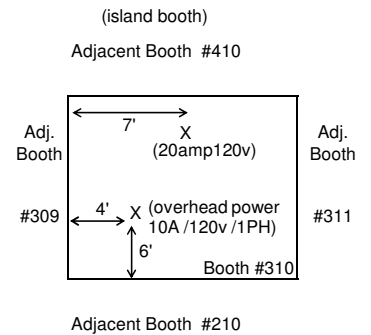 (island booth)
Adjacent Booth #410
7'
Adj.
Booth
X
(20amp120v)
Adj.
Booth
#309
4'
X (overhead power
10A /120v /1PH)
#311
6'
Booth #310
Adjacent Booth #210